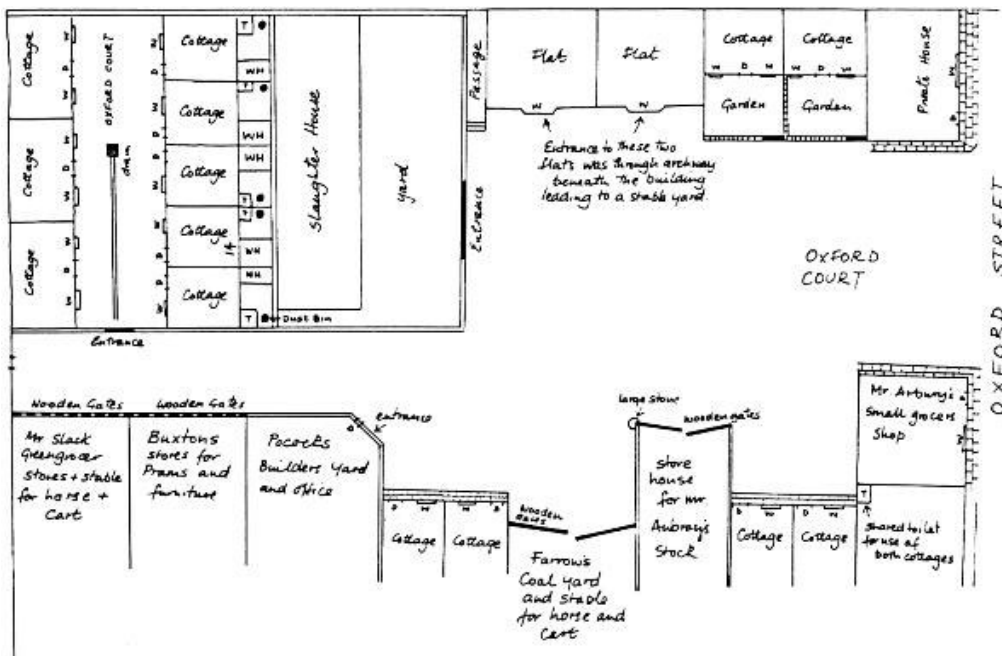 Cottage
W
D
W
OXFORD COURT
drain
Cottage
W
D
W
Cottage
W
D
W
W
D
W
Cottage
T
WH
Cottage
T
WH
Cottage
WH
T
Cottage
14
T
WH
Cottage
WH
T
Dust Bin
Slaughter House
yard
Entrance
Entrance
Passage
Flat
W
Flat
W
Entrance to these two
flats was through archway
beneath the building
leading to a stable yard.
Cottage
W D W
Garden
Cottage
W D W
Garden
Private House
W
D
OXFORD
COURT
OXFORD STREET
Wooden Gates
Mr Slack
Greengrocer
stores + stable
for horse +
Cart
Wooden Gates
Buxtons
stores for
Prams and
furniture
Pococks
Builders Yard
and office
D
entrance
D W
Cottage
W D
Cottage
Wooden
Gates
Farrow's
Coal Yard
and stable
for horse and
Cart
Large Stone
Wooden gates
Store
house
for Mr.
Aubray's
Stock
D W
Cottage
D W
Cottage
Mr Aubury's
Small grocers
Shop
T
Shared toilet
for use of
both cottages